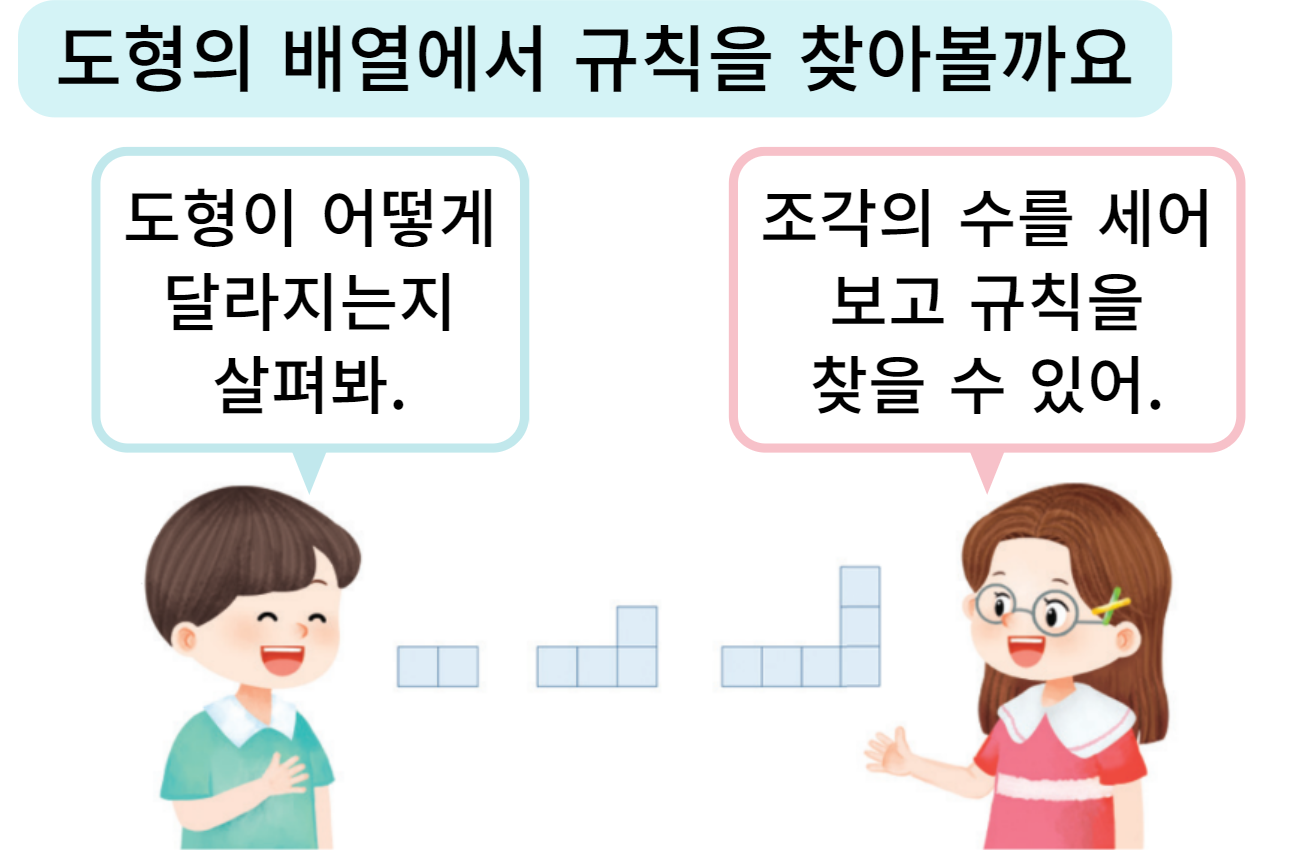 도형의 배열에서 규칙을 찾아볼까요
도형이 어떻게
달라지는지
살펴봐.
조각의 수를 세어
보고 규칙을
찾을 수 있어.